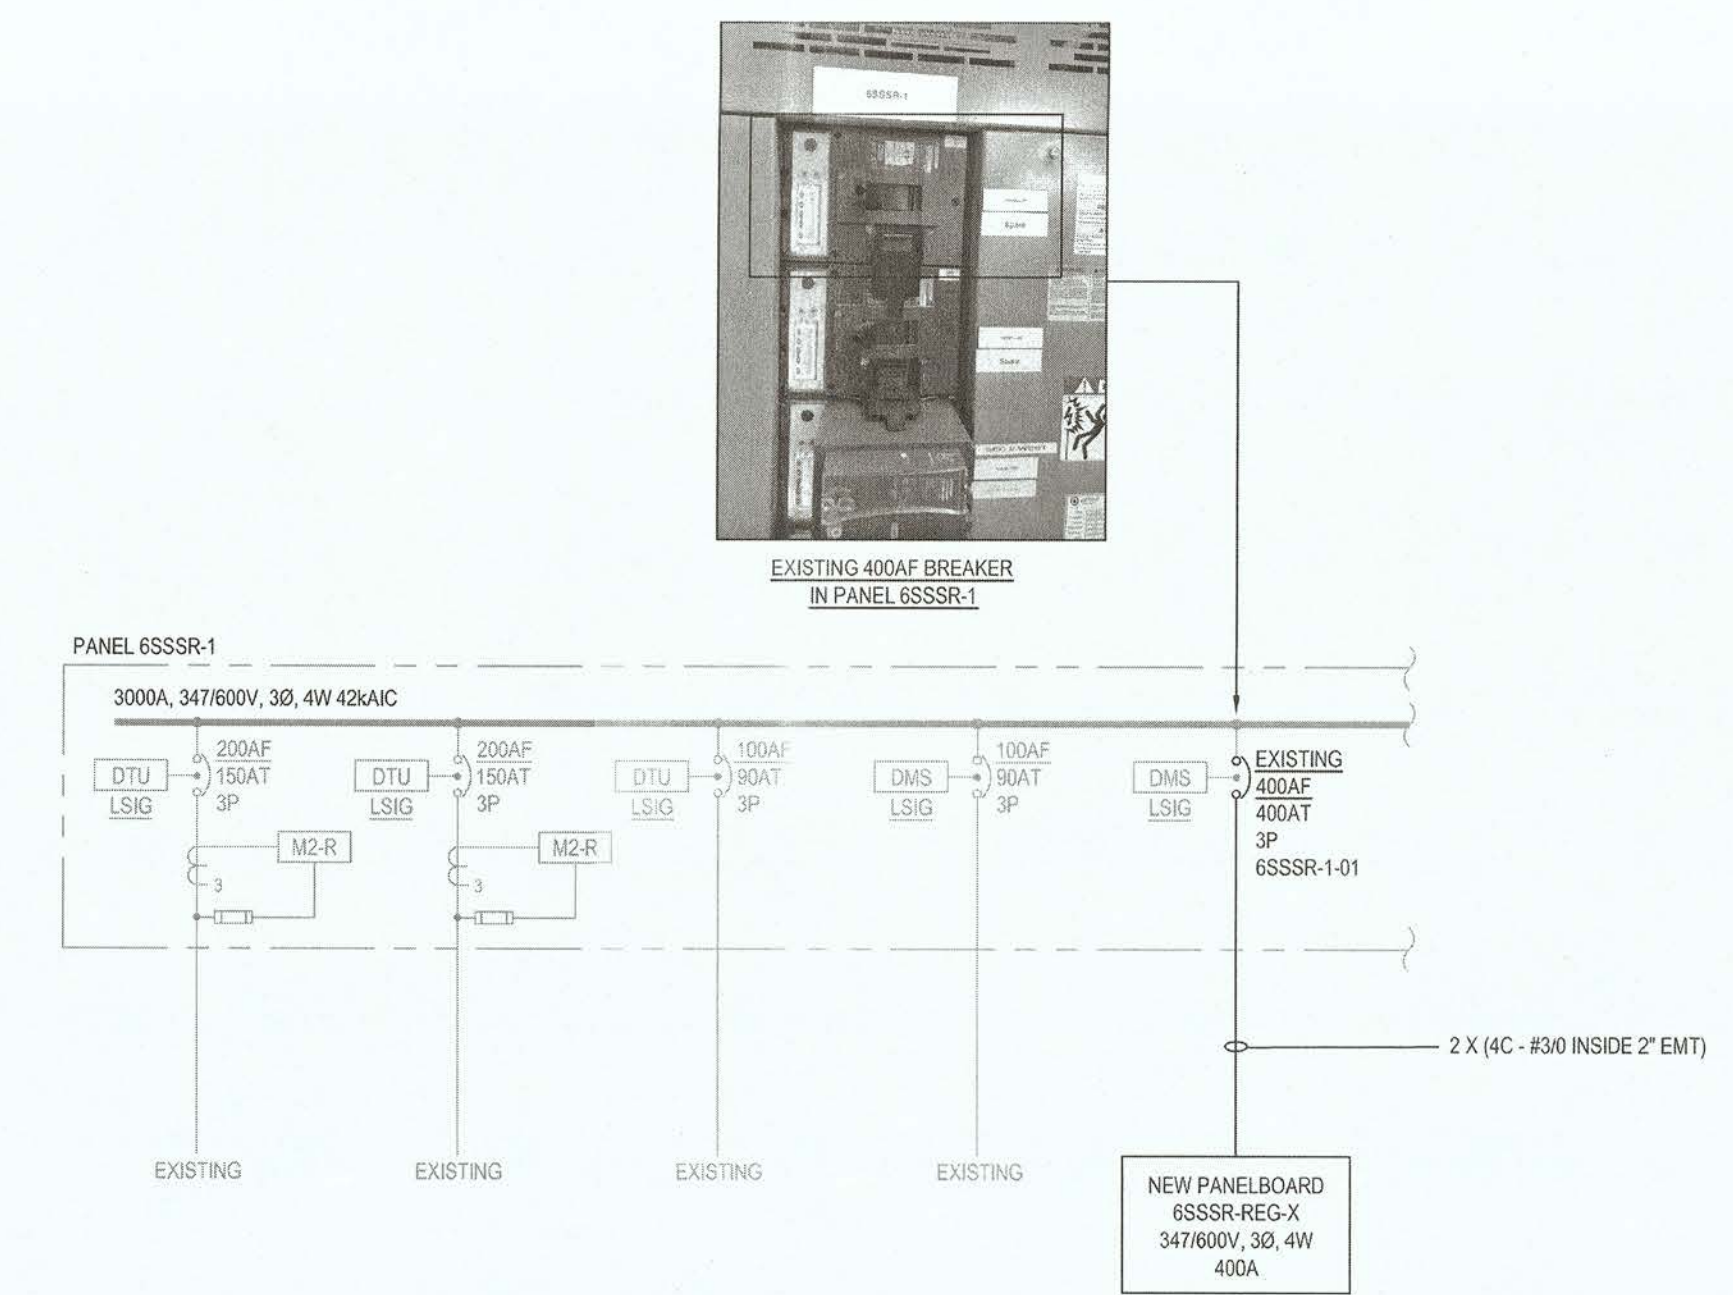 6SSSR-1
Spare
Spare
EXISTING 400AF BREAKER
IN PANEL 6SSSR-1
PANEL 6SSSR-1
3000A, 347/600V, 3Ø, 4W 42kAIC
200AF
150AT
3P
DTU
LSIG
M2-R
3
200AF
150AT
3P
DTU
LSIG
M2-R
3
100AF
90AT
3P
DTU
LSIG
100AF
90AT
3P
DMS
LSIG
EXISTING
400AF
400AT
3P
6SSSR-1-01
DMS
LSIG
2 X (4C - #3/0 INSIDE 2" EMT)
EXISTING
EXISTING
EXISTING
EXISTING
NEW PANELBOARD
6SSSR-REG-X
347/600V, 3Ø, 4W
400A